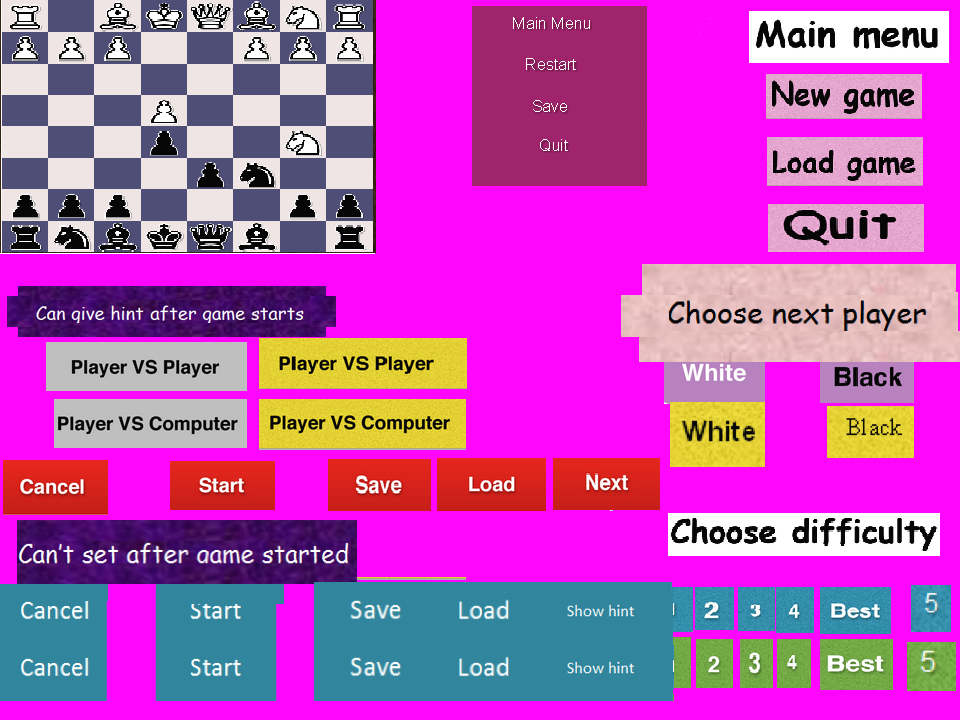 Main Menu
Restart
Save
Quit
Main menu
New game
Load game
Quit
Can give hint after game starts
Choose next player
Player VS Player
Player VS Player
White
Black
Player VS Computer
Player VS Computer
White
Black
Cancel
Start
Save
Load
Next
Can't set after game started
Choose difficulty
Cancel
Start
Save
Load
Show hint
2
3
4
Best
5
Cancel
Start
Save
Load
Show hint
2
3
4
Best
5